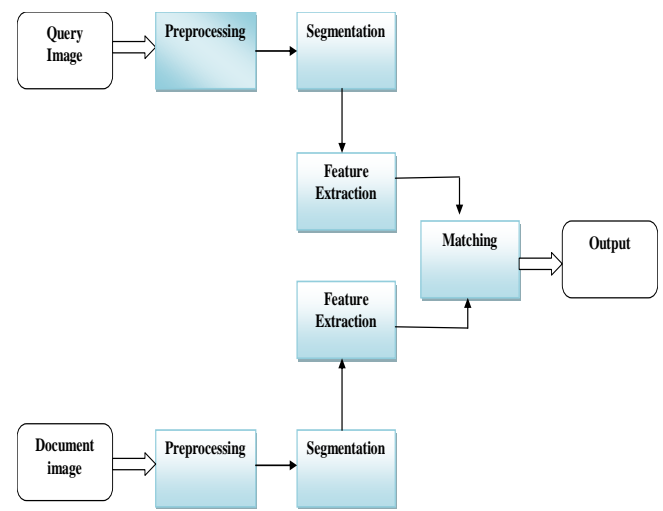 Query
Image
Preprocessing
Segmentation
Feature
Extraction
Matching
Output
Feature
Extraction
Document
image
Preprocessing
Segmentation